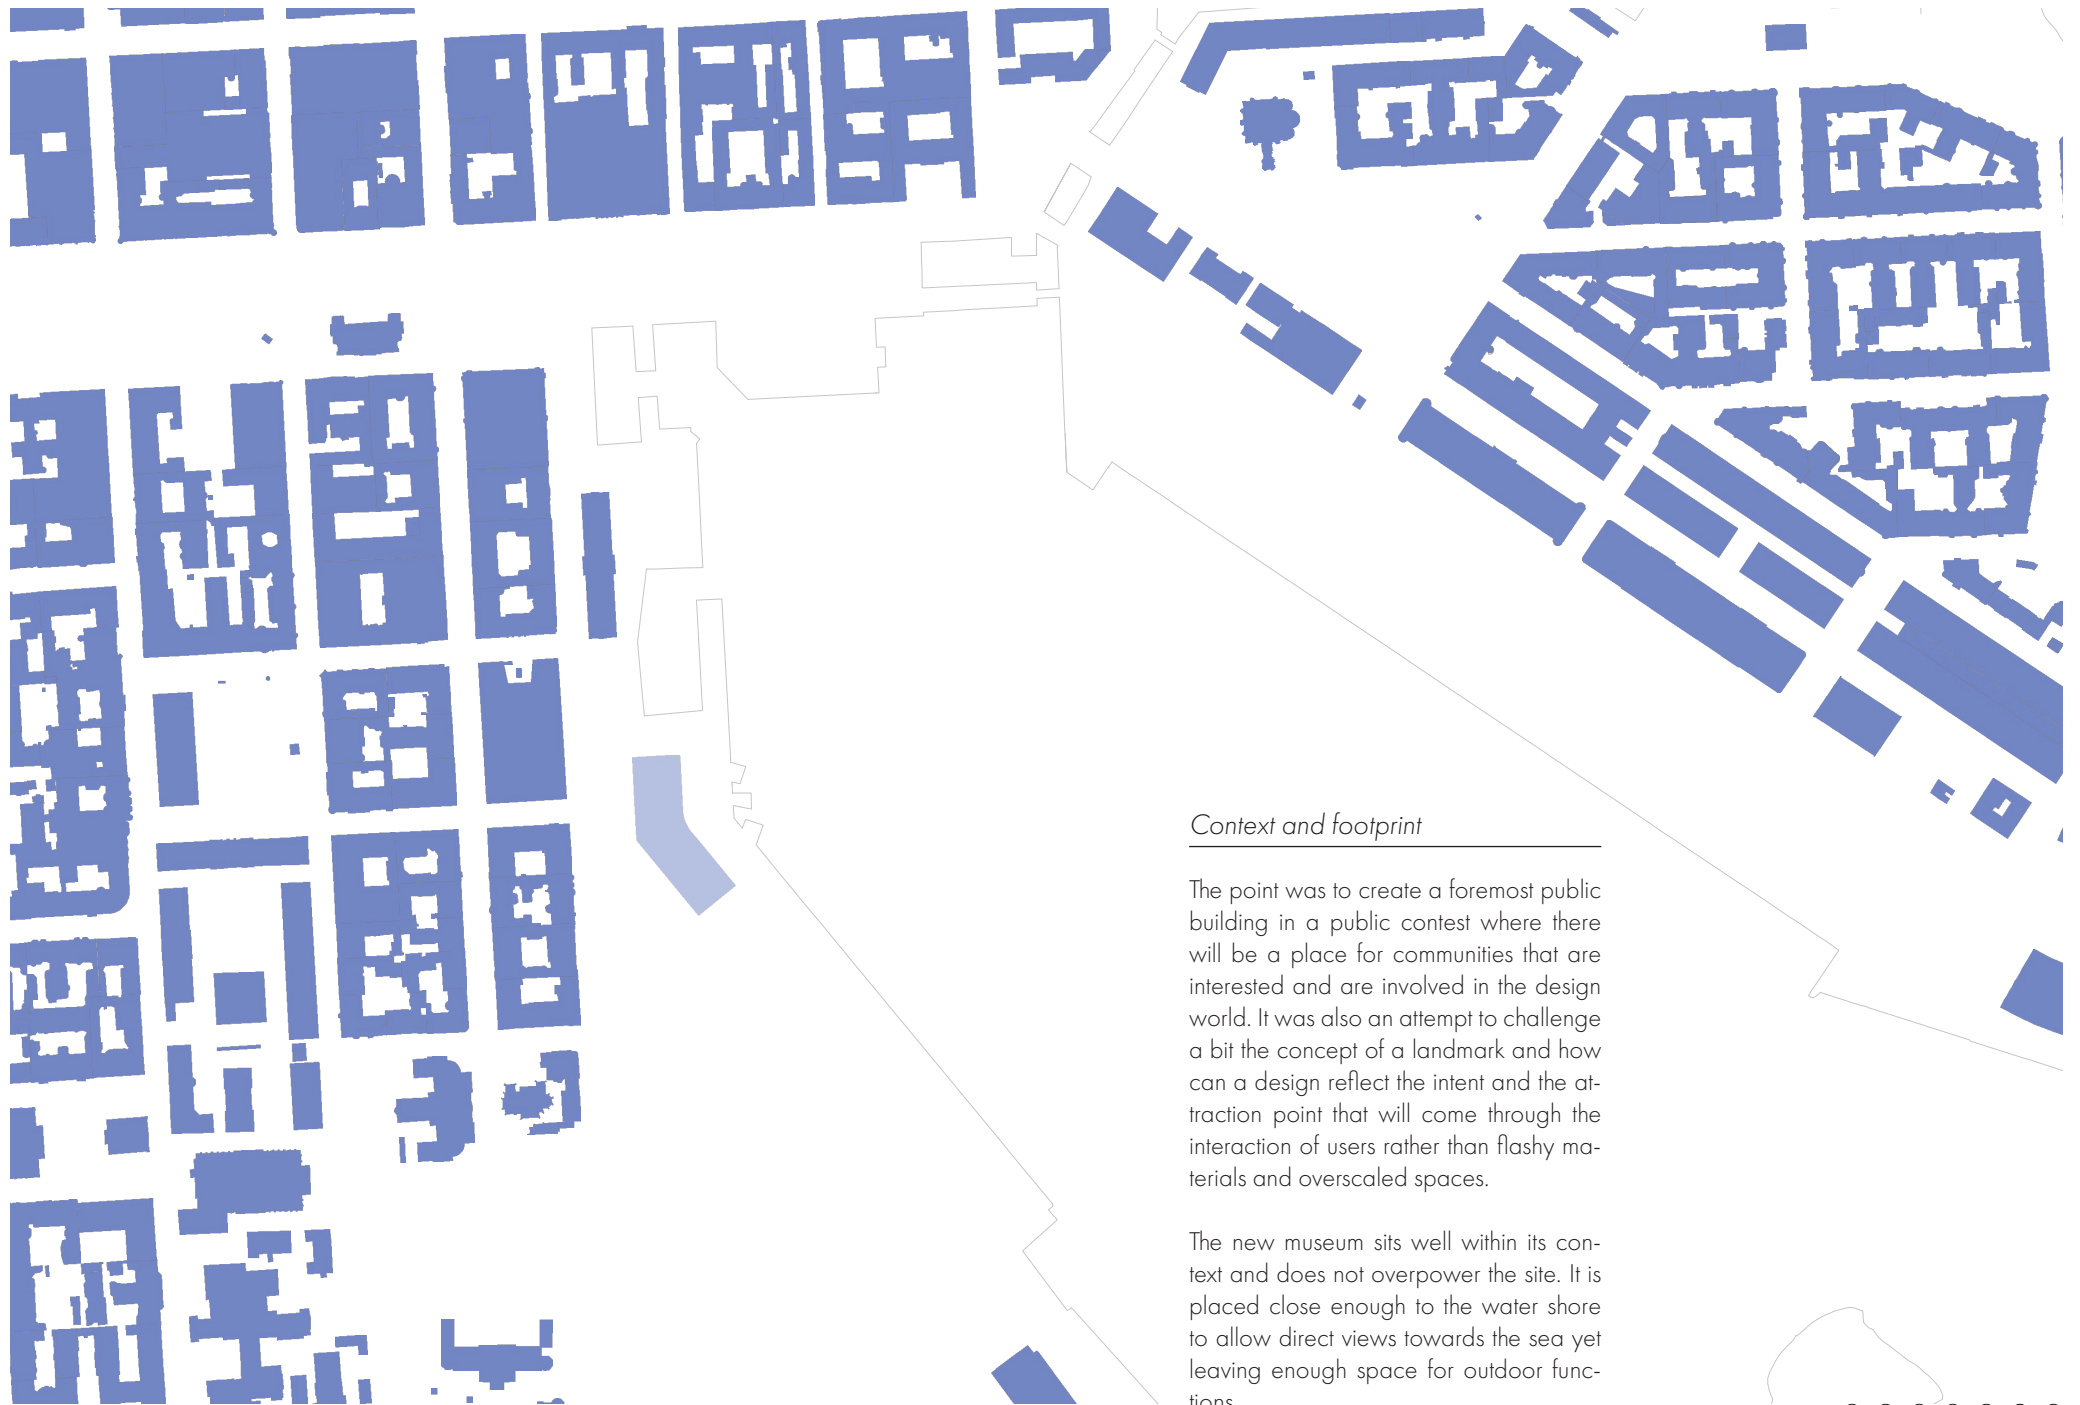 Context and footprint
The point was to create a foremost public
building in a public contest where there
will be a place for communities that are
interested and are involved in the design
world. It was also an attempt to challenge
a bit the concept of a landmark and how
can a design reflect the intent and the at-
traction point that will come through the
interaction of users rather than flashy ma-
terials and overscaled spaces.
The new museum sits well within its con-
text and does not overpower the site. It is
placed close enough to the water shore
to allow direct views towards the sea yet
leaving enough space for outdoor func-
tions.